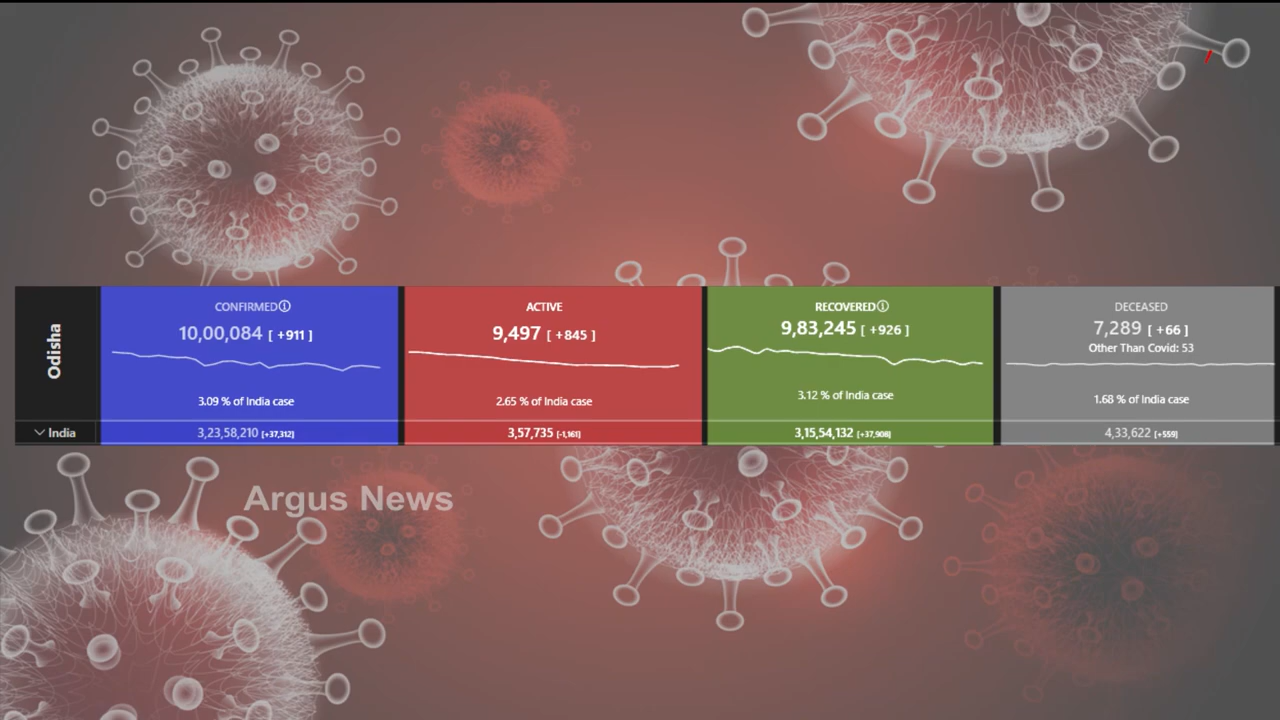 Odisha
CONFIRMEDⓘ
10,00,084 [ +911 ]
3.09 % of India case
ACTIVE
9,497 [ +845 ]
2.65 % of India case
RECOVEREDⓘ
9,83,245 [ +926 ]
3.12 % of India case
DECEASED
7,289 [ +66 ]
Other Than Covid: 53
1.68 % of India case
India
3,23,58,210 [+37,312]
3,57,735 [-1,161]
3,15,54,132 [+37,908]
4,33,622 [+559]
Argus News